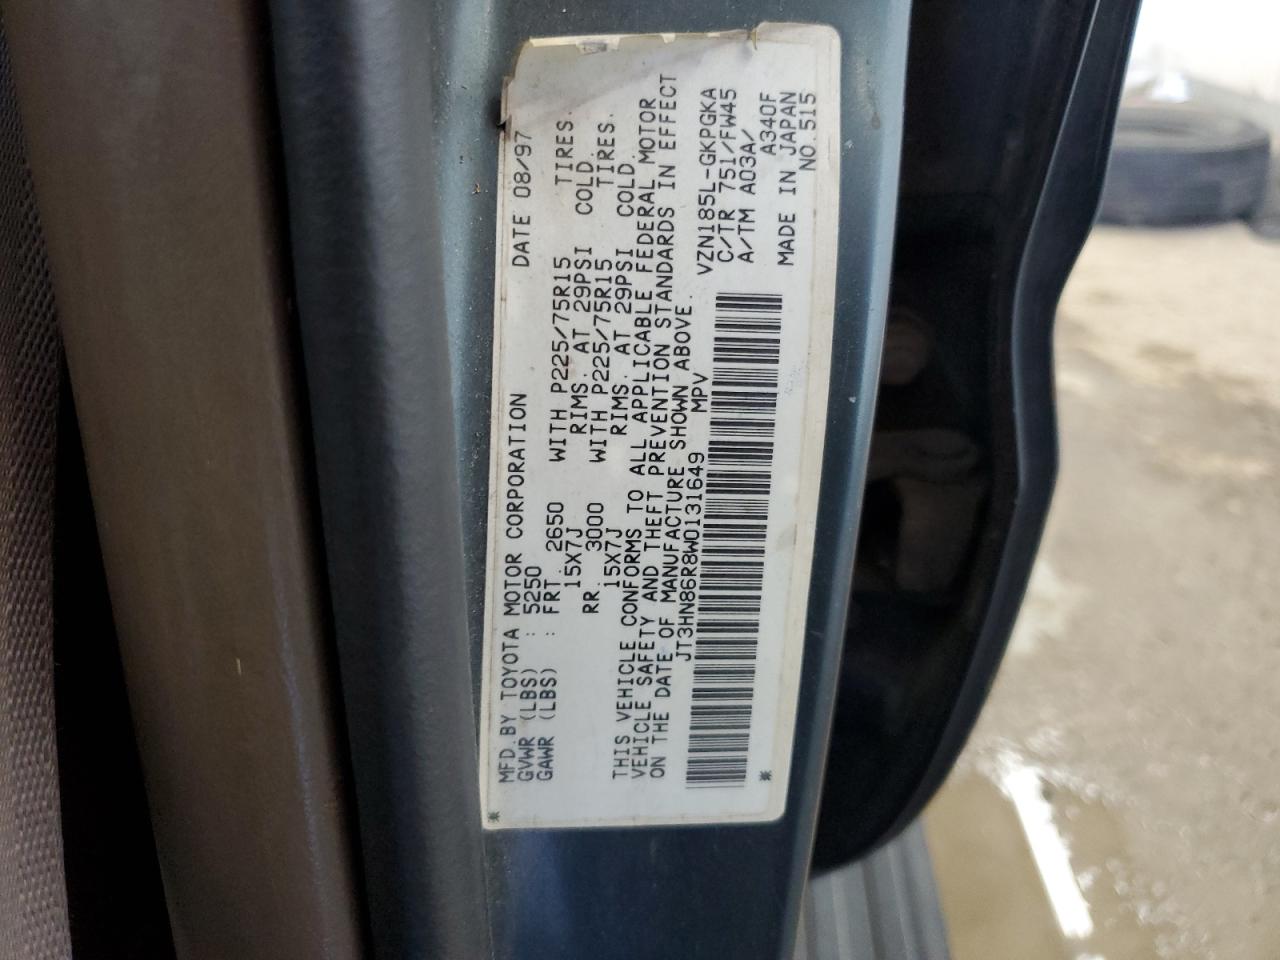 MFD. BY TOYOTA MOTOR CORPORATION DATE 08/97
GVWR (LBS) : 5250
GAWR (LBS) : FRT. 2650 WITH P225/75R15 TIRES.
15X7J RIMS. AT 29PSI COLD.
RR. 3000 WITH P225/75R15 TIRES.
15X7J RIMS. AT 29PSI COLD.
THIS VEHICLE CONFORMS TO ALL APPLICABLE FEDERAL MOTOR
VEHICLE SAFETY AND THEFT PREVENTION STANDARDS IN EFFECT
ON THE DATE OF MANUFACTURE SHOWN ABOVE.
JT3HN86R8W0131649 MPV
VZN185L-GKPGKA
C/TR 751/FW45
A/TM A03A/
A340F
MADE IN JAPAN
NO.515